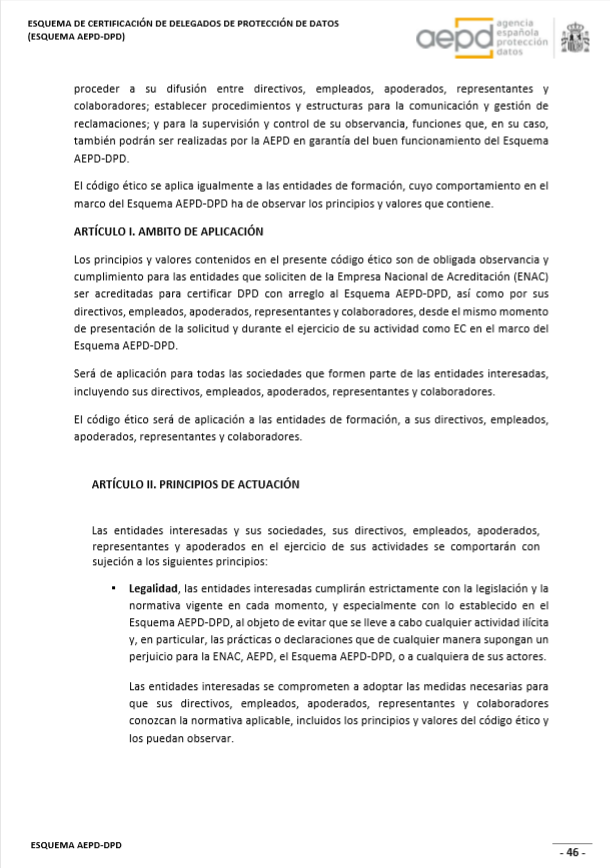 ESQUEMA DE CERTIFICACIÓN DE DELEGADOS DE PROTECCIÓN DE DATOS
(ESQUEMA AEPD-DPD)
aepd agencia
española
protección
datos
proceder a su difusión entre directivos, empleados, apoderados, representantes y
colaboradores; establecer procedimientos y estructuras para la comunicación y gestión de
reclamaciones; y para la supervisión y control de su observancia, funciones que, en su caso,
también podrán ser realizadas por la AEPD en garantía del buen funcionamiento del Esquema
AEPD-DPD.
El código ético se aplica igualmente a las entidades de formación, cuyo comportamiento en el
marco del Esquema AEPD-DPD ha de observar los principios y valores que contiene.
ARTÍCULO I. AMBITO DE APLICACIÓN
Los principios y valores contenidos en el presente código ético son de obligada observancia y
cumplimiento para las entidades que soliciten de la Empresa Nacional de Acreditación (ENAC)
ser acreditadas para certificar DPD con arreglo al Esquema AEPD-DPD, así como por sus
directivos, empleados, apoderados, representantes y colaboradores, desde el mismo momento
de presentación de la solicitud y durante el ejercicio de su actividad como EC en el marco del
Esquema AEPD-DPD.
Será de aplicación para todas las sociedades que formen parte de las entidades interesadas,
incluyendo sus directivos, empleados, apoderados, representantes y colaboradores.
El código ético será de aplicación a las entidades de formación, a sus directivos, empleados,
apoderados, representantes y colaboradores.
ARTÍCULO II. PRINCIPIOS DE ACTUACIÓN
Las entidades interesadas y sus sociedades, sus directivos, empleados, apoderados,
representantes y apoderados en el ejercicio de sus actividades se comportarán con
sujeción a los siguientes principios:
▪ Legalidad, las entidades interesadas cumplirán estrictamente con la legislación y la
normativa vigente en cada momento, y especialmente con lo establecido en el
Esquema AEPD-DPD, al objeto de evitar que se lleve a cabo cualquier actividad ilícita
y, en particular, las prácticas o declaraciones que de cualquier manera supongan un
perjuicio para la ENAC, AEPD, el Esquema AEPD-DPD, o a cualquiera de sus actores.
Las entidades interesadas se comprometen a adoptar las medidas necesarias para
que sus directivos, empleados, apoderados, representantes y colaboradores
conozcan la normativa aplicable, incluidos los principios y valores del código ético y
los puedan observar.
ESQUEMA AEPD-DPD
- 46 -